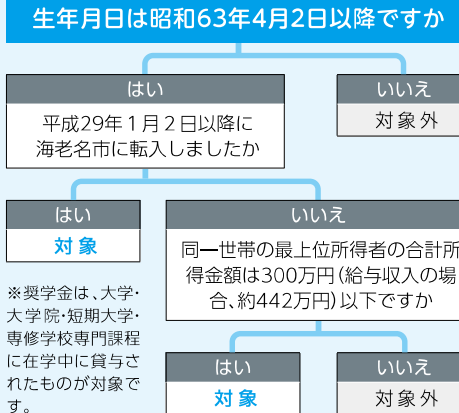 生年月日は昭和63年4月2日以降ですか
はい
いいえ
平成29年1月2日以降に
海老名市に転入しましたか
対象外
はい
対象
いいえ
同一世帯の最上位所得者の合計所
得金額は300万円(給与収入の場
合、約442万円)以下ですか
※奨学金は、大学・
大学院・短期大学・
専修学校専門課程
に在学中に貸与さ
れたものが対象で
す。
はい
対象
いいえ
対象外